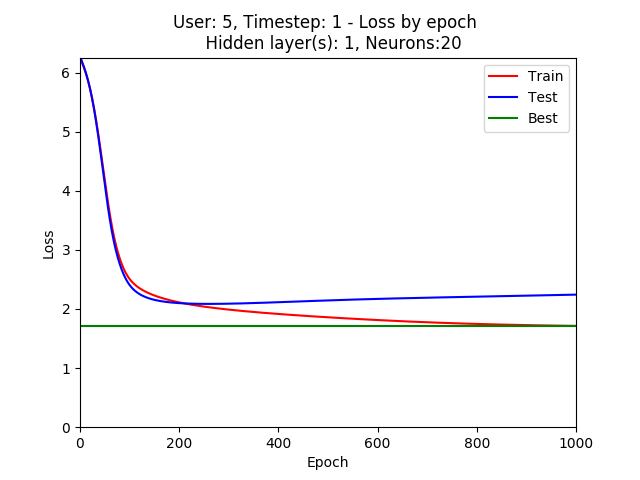 User: 5, Timestep: 1 - Loss by epoch
Hidden layer(s): 1, Neurons:20
Train
Test
Best
Loss
6
5
4
3
2
1
0
0 200 400 600 800 1000
Epoch